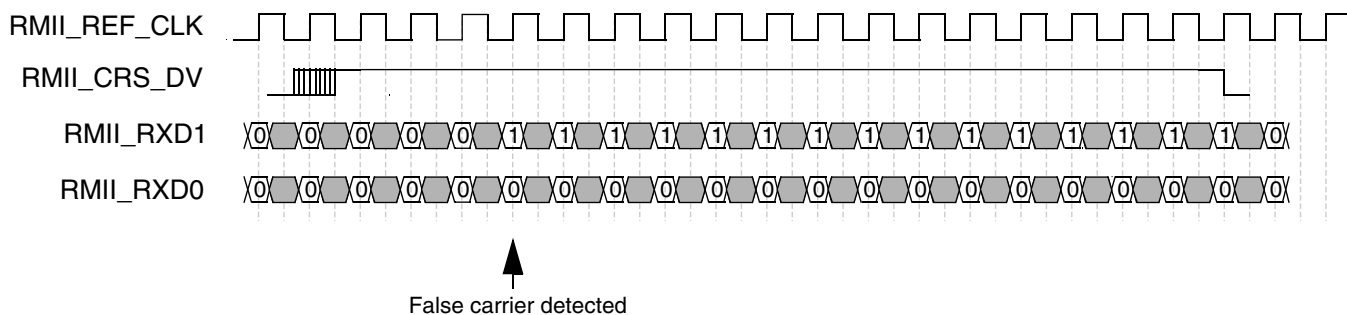 RMII_REF_CLK
RMII_CRS_DV
RMII_RXD1 0 0 0 0 0 1 1 1 1 1 1 1 1 1 1 1 1 1 1 1 0
RMII_RXD0 0 0 0 0 0 0 0 0 0 0 0 0 0 0 0 0 0 0 0 0 0
False carrier detected